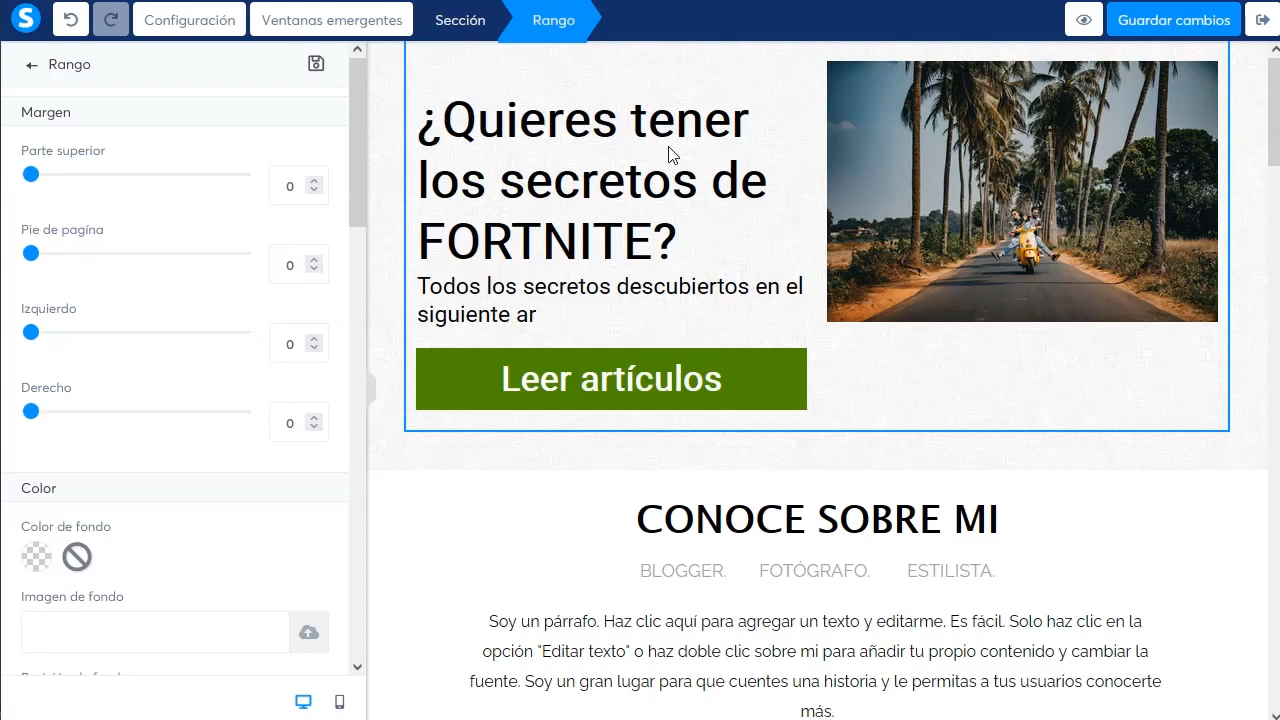 S
Configuración
Ventanas emergentes
Sección
Rango
Guardar cambios
Rango
Margen
Parte superior
0
Pie de pagína
0
Izquierdo
0
Derecho
0
Color
Color de fondo
Imagen de fondo
¿Quieres tener
los secretos de
FORTNITE?
Todos los secretos descubiertos en el
siguiente ar
Leer artículos
CONOCE SOBRE MI
BLOGGER. FOTÓGRAFO. ESTILISTA.
Soy un párrafo. Haz clic aquí para agregar un texto y editarme. Es fácil. Solo haz clic en la
opción "Editar texto" o haz doble clic sobre mi para añadir tu propio contenido y cambiar la
fuente. Soy un gran lugar para que cuentes una historia y le permitas a tus usuarios conocerte
más.